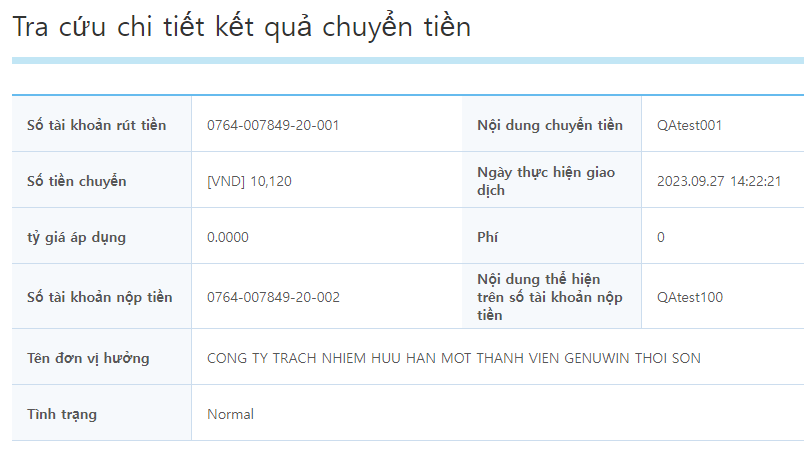 Tra cứu chi tiết kết quả chuyển tiền
Số tài khoản rút tiền 0764-007849-20-001 Nội dung chuyển tiền QAtest001
Số tiền chuyển [VND] 10,120 Ngày thực hiện giao
dịch 2023.09.27 14:22:21
tỷ giá áp dụng 0.0000 Phí 0
Số tài khoản nộp tiền 0764-007849-20-002 Nội dung thể hiện
trên số tài khoản nộp
tiền QAtest100
Tên đơn vị hưởng CONG TY TRACH NHIEM HUU HAN MOT THANH VIEN GENUWIN THOI SON
Tình trạng Normal